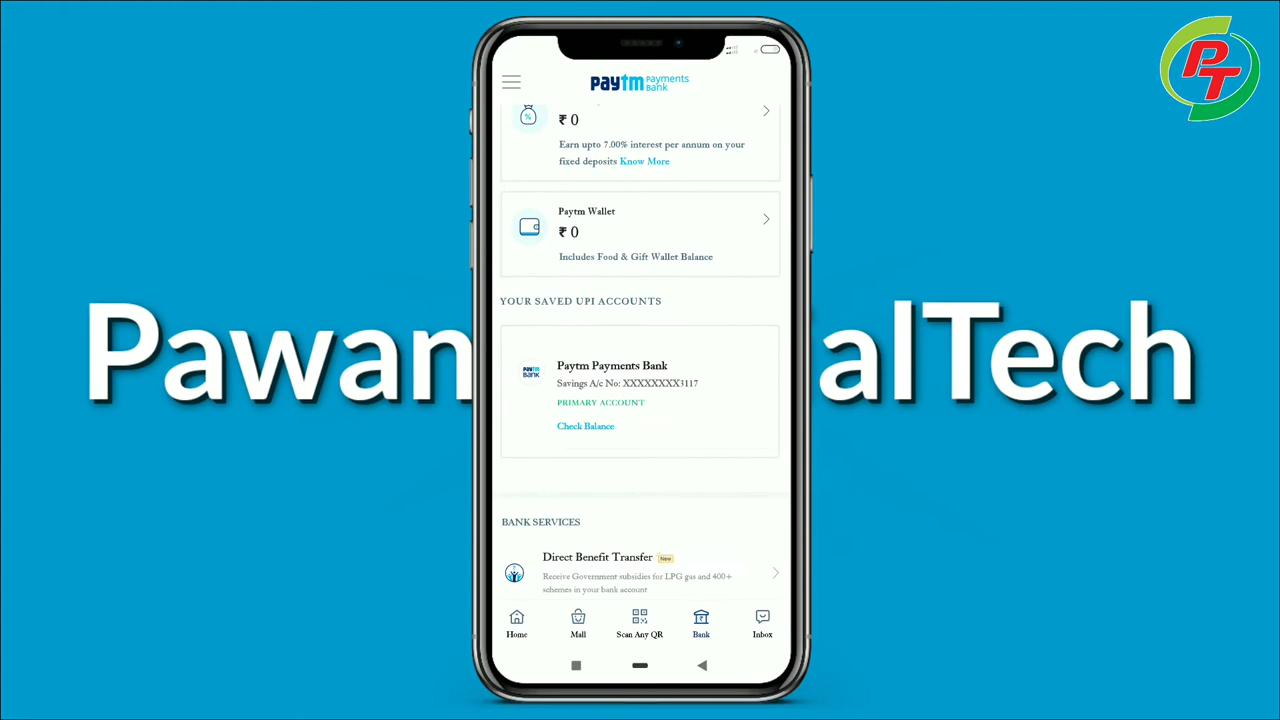 PT
paytm Payments Bank
₹ 0
Earn upto 7.00% interest per annum on your
fixed deposits Know More
Paytm Wallet
₹ 0
Includes Food & Gift Wallet Balance
YOUR SAVED UPI ACCOUNTS
Pawan
alTech
paytm BANK
Paytm Payments Bank
Savings A/c No: XXXXXXXX3117
PRIMARY ACCOUNT
Check Balance
BANK SERVICES
Direct Benefit Transfer New
Receive Government subsidies for LPG gas and 400+
schemes in your bank account
Home Mall Scan Any QR Bank Inbox